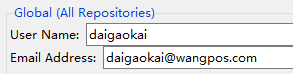 Global (All Repositories)
User Name: daigaokai
Email Address: daigaokai@wangpos.com